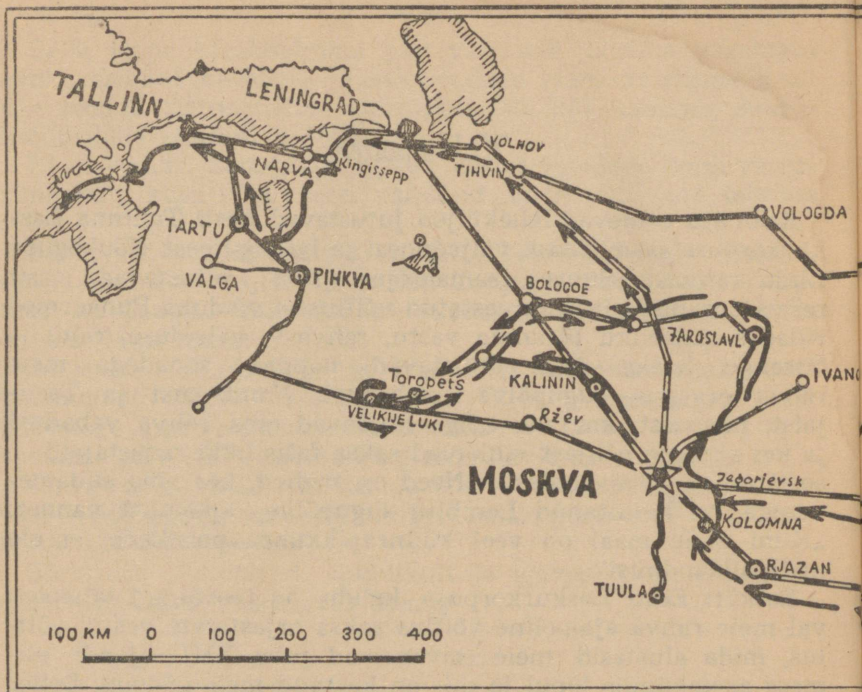 TALLINN
LENINGRAD
NARVA
Kingissepp
VOLHOV
TIHVIN
VOLOGDA
TARTU
VALGA
PIHKVA
BOLOGOE
JAROSLAVL
Toropets
KALININ
VELIKIJE LUKI
Ržev
MOSKVA
Jegorjevsk
KOLOMNA
RJAZAN
TUULA
100 KM 0 100 200 300 400